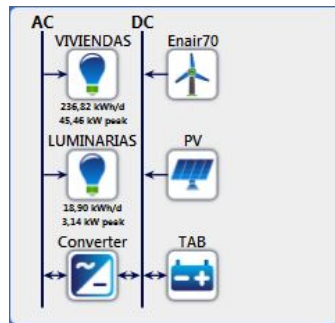 AC DC
VIVIENDAS Enair70
236,82 kWh/d
45,46 kW peak
LUMINARIAS PV
18,90 kWh/d
3,14 kW peak
Converter TAB